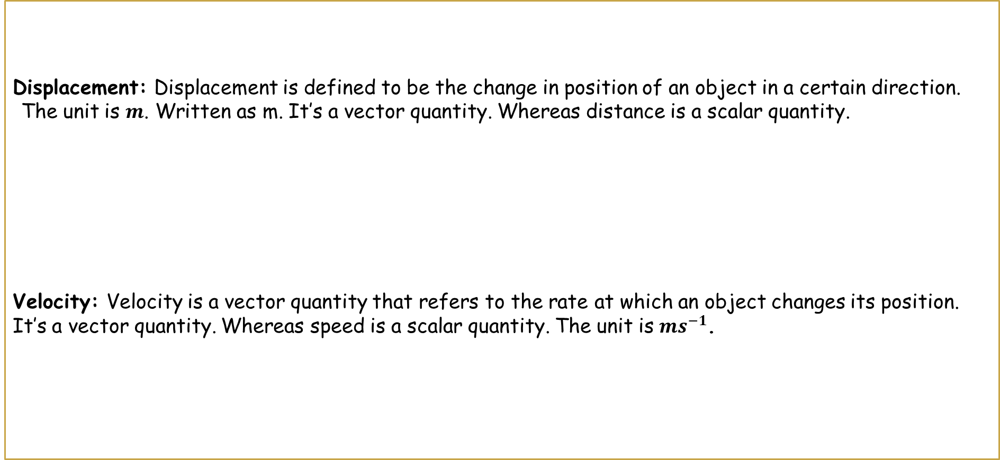 Displacement: Displacement is defined to be the change in position of an object in a certain direction.
The unit is m. Written as m. It's a vector quantity. Whereas distance is a scalar quantity.
Velocity: Velocity is a vector quantity that refers to the rate at which an object changes its position.
It's a vector quantity. Whereas speed is a scalar quantity. The unit is ms⁻¹.